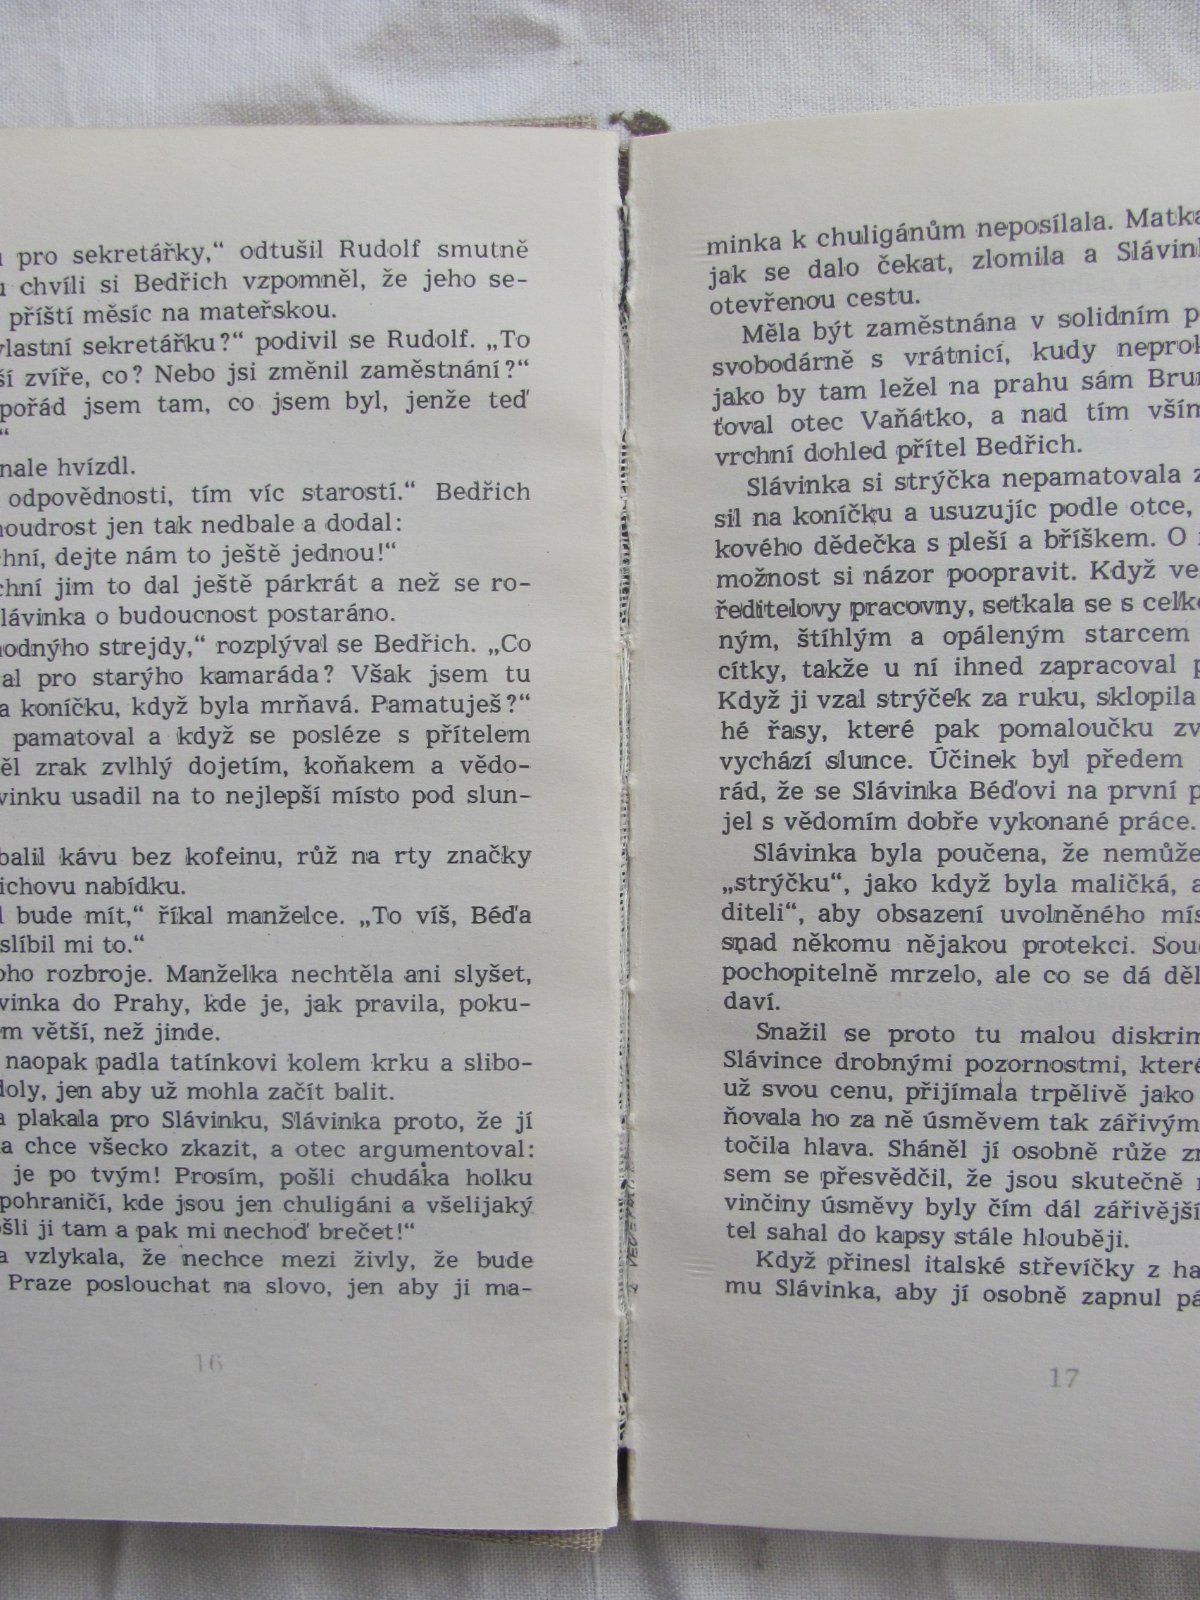 pro sekretářky,“ odtušil Rudolf smutně
chvíli si Bedřich vzpomněl, že jeho se-
příští měsíc na mateřskou.
vlastní sekretářku?“ podivil se Rudolf. „To
ší zvíře, co? Nebo jsi změnil zaměstnání?“
pořád jsem tam, co jsem byl, jenže teď
“
nale hvízdl.
odpovědnosti, tím víc starostí.“ Bedřich
moudrost jen tak nedbale a dodal:
chní, dejte nám to ještě jednou!“
chní jim to dal ještě párkrát a než se ro-
lávinka o budoucnost postaráno.
hodnýho strejdy,“ rozplýval se Bedřich. „Co
al pro starýho kamaráda? Však jsem tu
a koníčku, když byla mrňavá. Pamatuješ?“
pamatoval a když se posléze s přítelem
ěl zrak zvlhlý dojetím, koňakem a vědo-
vinku usadil na to nejlepší místo pod slun-
balil kávu bez kofeinu, růž na rty značky
ichovu nabídku.
l bude mít,“ říkal manželce. „To víš, Béďa
slíbil mi to.“
oho rozbroje. Manželka nechtěla ani slyšet,
vinka do Prahy, kde je, jak pravila, poku-
em větší, než jinde.
naopak padla tatínkovi kolem krku a slibo-
doly, jen aby už mohla začít balit.
a plakala pro Slávinku, Slávinka proto, že jí
a chce všecko zkazit, a otec argumentoval:
je po tvým! Prosím, pošli chudáka holku
pohraničí, kde jsou jen chuligáni a všelijaký
ošli ji tam a pak mi nechoď brečet!“
a vzlykala, že nechce mezi živly, že bude
Praze poslouchat na slovo, jen aby ji ma-
16
minka k chuligánům neposílala. Matka
jak se dalo čekat, zlomila a Slávink
otevřenou cestu.
Měla být zaměstnána v solidním p
svobodárně s vrátnicí, kudy neprok
jako by tam ležel na prahu sám Brun
ťoval otec Vaňátko, a nad tím vším
vrchní dohled přítel Bedřich.
Slávinka si strýčka nepamatovala z
sil na koníčku a usuzujíc podle otce,
kového dědečka s pleší a bříškem. O
možnost si názor poopravit. Když ve
ředitelovy pracovny, setkala se s celk
ným, štíhlým a opáleným starcem
cítky, takže u ní ihned zapracoval p
Když ji vzal strýček za ruku, sklopila
hé řasy, které pak pomaloučku zv
vychází slunce. Účinek byl předem
rád, že se Slávinka Béďovi na první p
jel s vědomím dobře vykonané práce.
Slávinka byla poučena, že nemůže
„strýčku“, jako když byla maličká, a
diteli“, aby obsazení uvolněného mís
snad někomu nějakou protekci. Souč
pochopitelně mrzelo, ale co se dá děl
daví.
Snažil se proto tu malou diskrim
Slávince drobnými pozornostmi, které
už svou cenu, přijímala trpělivě jako
ňovala ho za ně úsměvem tak zářivým
točila hlava. Sháněl jí osobně růže zn
sem se přesvědčil, že jsou skutečně n
vinčiny úsměvy byly čím dál zářivější
tel sahal do kapsy stále hlouběji.
Když přinesl italské střevíčky z ha
mu Slávinka, aby jí osobně zapnul pá
17